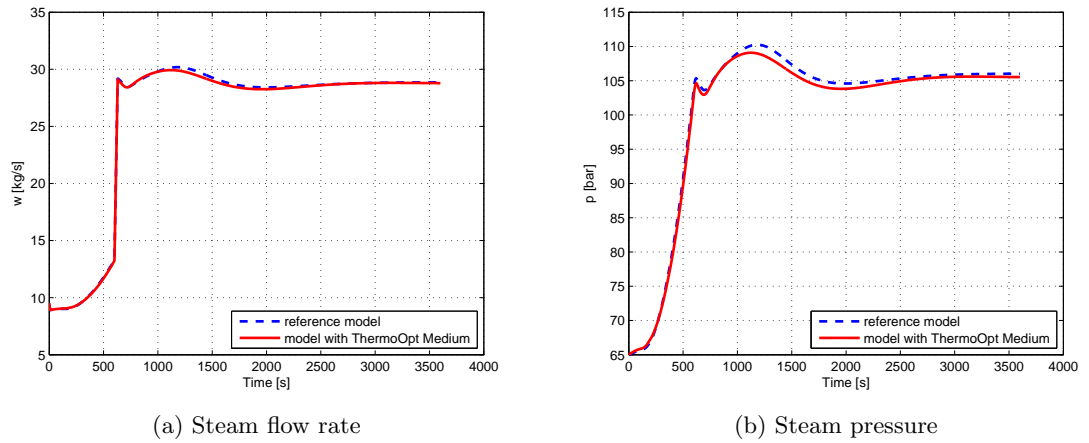 35
30
25
20
15
10
5
w [kg/s]
0 500 1000 1500 2000 2500 3000 3500 4000
Time [s]
reference model
model with ThermoOpt Medium
(a) Steam flow rate
115
110
105
100
95
90
85
80
75
70
65
p [bar]
0 500 1000 1500 2000 2500 3000 3500 4000
Time [s]
reference model
model with ThermoOpt Medium
(b) Steam pressure